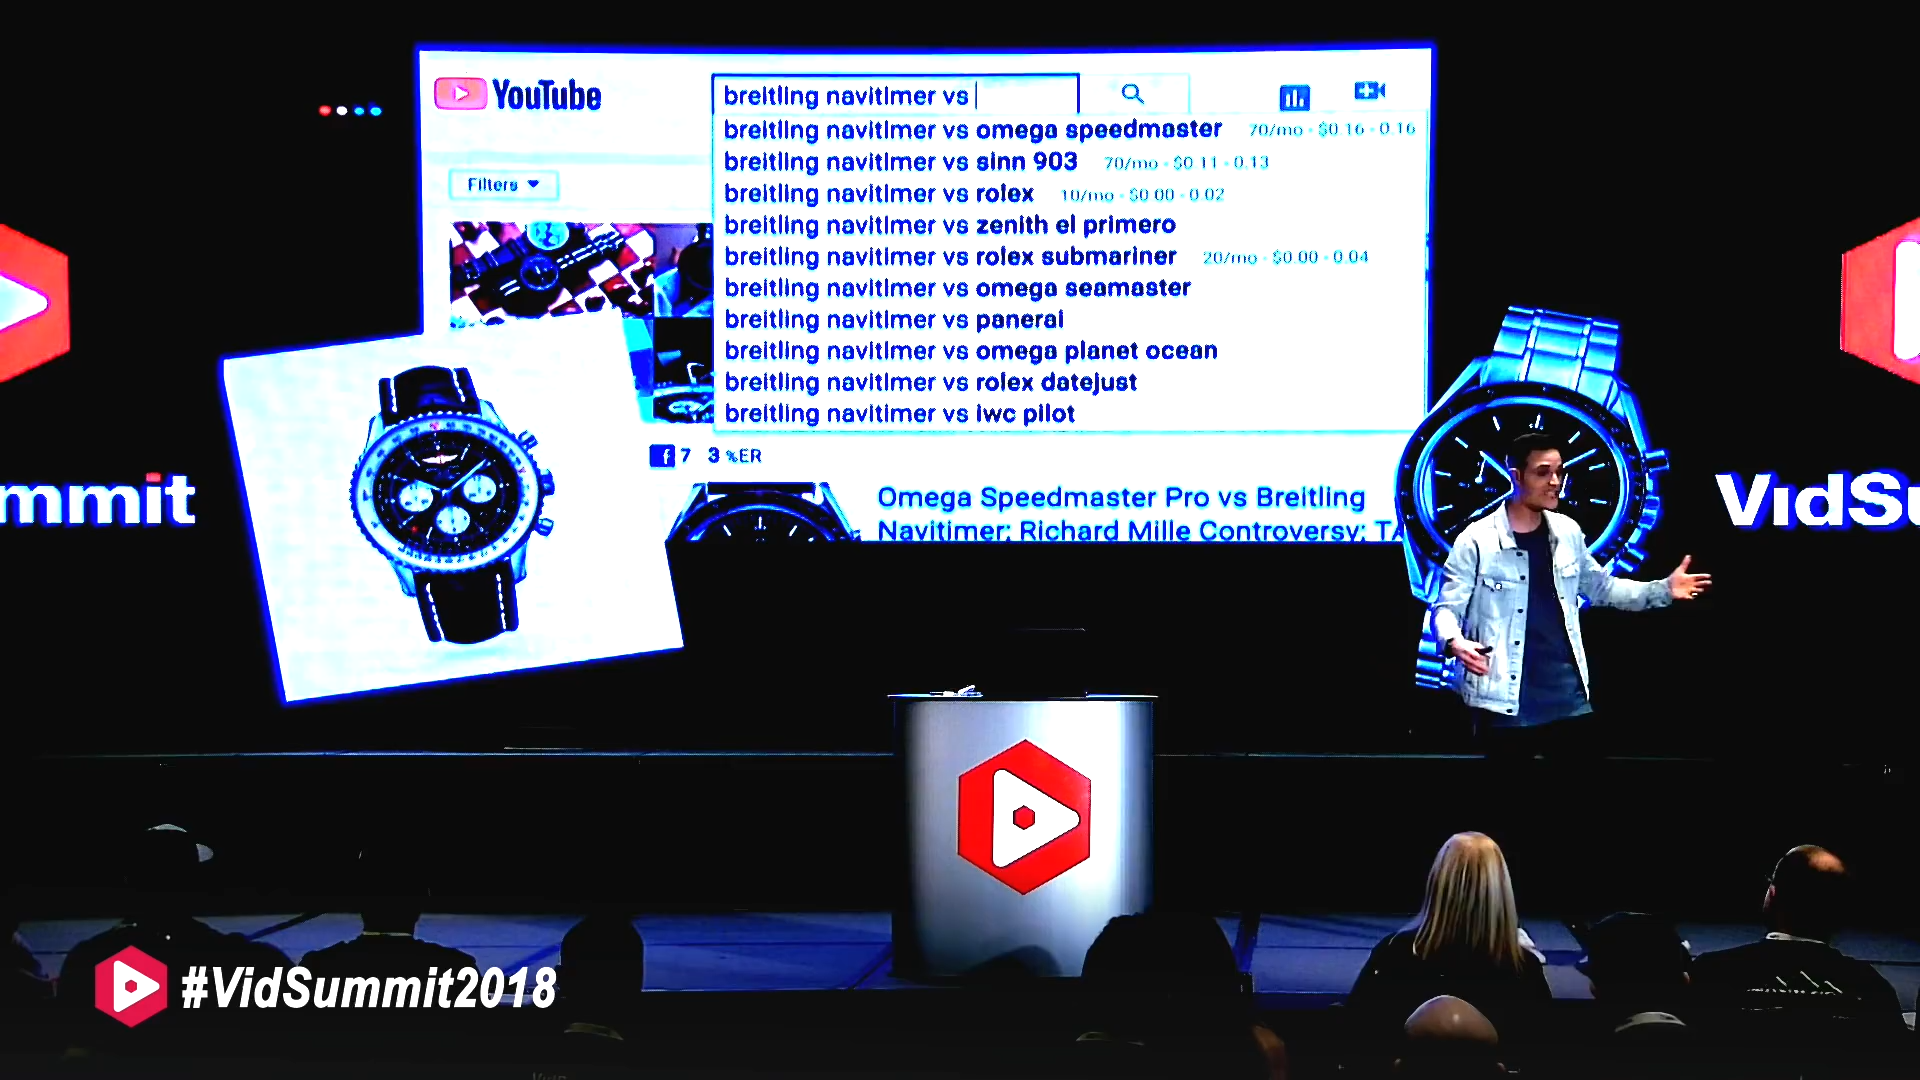 YouTube
breitling navitimer vs
breitling navitimer vs omega speedmaster 70/mo - $0.16 - 0.16
breitling navitimer vs sinn 903 70/mo - $0.11 - 0.13
Filters
breitling navitimer vs rolex 10/mo - $0.00 - 0.02
breitling navitimer vs zenith el primero
breitling navitimer vs rolex submariner 20/mo - $0.00 - 0.04
breitling navitimer vs omega seamaster
breitling navitimer vs panerai
breitling navitimer vs omega planet ocean
breitling navitimer vs rolex datejust
breitling navitimer vs iwc pilot
f 7 3 %ER
Omega Speedmaster Pro vs Breitling
Navitimer; Richard Mille Controversy; TA
mmit
VidSu
#VidSummit2018